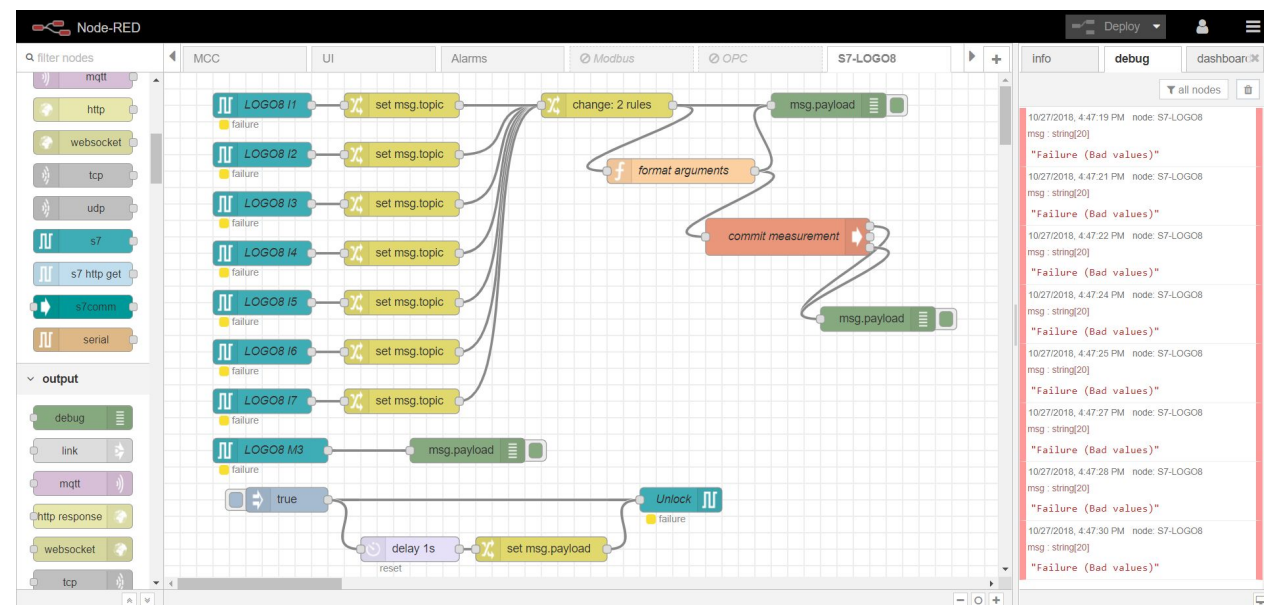 Node-RED
Deploy
filter nodes
mqtt
http
websocket
tcp
udp
s7
s7 http get
s7comm
serial
output
debug
link
mqtt
http response
websocket
tcp
MCC
UI
Alarms
Modbus
OPC
S7-LOGO8
LOGO8 I1
set msg.topic
change: 2 rules
msg.payload
failure
LOGO8 I2
set msg.topic
failure
format arguments
LOGO8 I3
set msg.topic
failure
commit measurement
LOGO8 I4
set msg.topic
failure
LOGO8 I5
set msg.topic
failure
msg.payload
LOGO8 I6
set msg.topic
failure
LOGO8 I7
set msg.topic
failure
LOGO8 M3
msg.payload
failure
true
Unlock
failure
delay 1s
set msg.payload
reset
info
debug
dashboar
all nodes
10/27/2018, 4:47:19 PM node: S7-LOGO8
msg : string[20]
"Failure (Bad values)"
10/27/2018, 4:47:21 PM node: S7-LOGO8
msg : string[20]
"Failure (Bad values)"
10/27/2018, 4:47:22 PM node: S7-LOGO8
msg : string[20]
"Failure (Bad values)"
10/27/2018, 4:47:24 PM node: S7-LOGO8
msg : string[20]
"Failure (Bad values)"
10/27/2018, 4:47:25 PM node: S7-LOGO8
msg : string[20]
"Failure (Bad values)"
10/27/2018, 4:47:27 PM node: S7-LOGO8
msg : string[20]
"Failure (Bad values)"
10/27/2018, 4:47:28 PM node: S7-LOGO8
msg : string[20]
"Failure (Bad values)"
10/27/2018, 4:47:30 PM node: S7-LOGO8
msg : string[20]
"Failure (Bad values)"